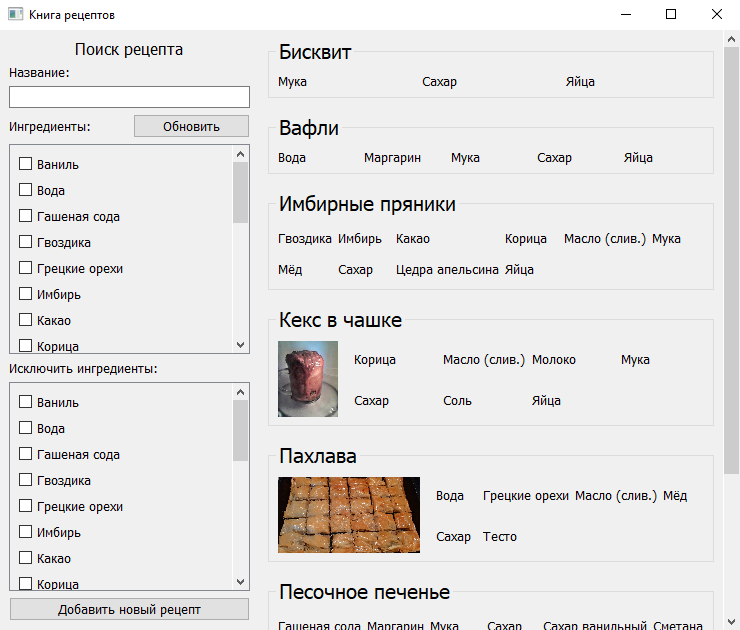 Книга рецептов
Поиск рецепта
Название:
Ингредиенты:
Обновить
Ваниль
Вода
Гашеная сода
Гвоздика
Грецкие орехи
Имбирь
Какао
Корица
Исключить ингредиенты:
Ваниль
Вода
Гашеная сода
Гвоздика
Грецкие орехи
Имбирь
Какао
Корица
Добавить новый рецепт
Бисквит
Мука Сахар Яйца
Вафли
Вода Маргарин Мука Сахар Яйца
Имбирные пряники
Гвоздика Имбирь Какао Корица Масло (слив.) Мука
Мёд Сахар Цедра апельсина Яйца
Кекс в чашке
Корица Масло (слив.) Молоко Мука
Сахар Соль Яйца
Пахлава
Вода Грецкие орехи Масло (слив.) Мёд
Сахар Тесто
Песочное печенье
Гашеная сода Маргарин Мука Сахар Сахар ванильный Сметана